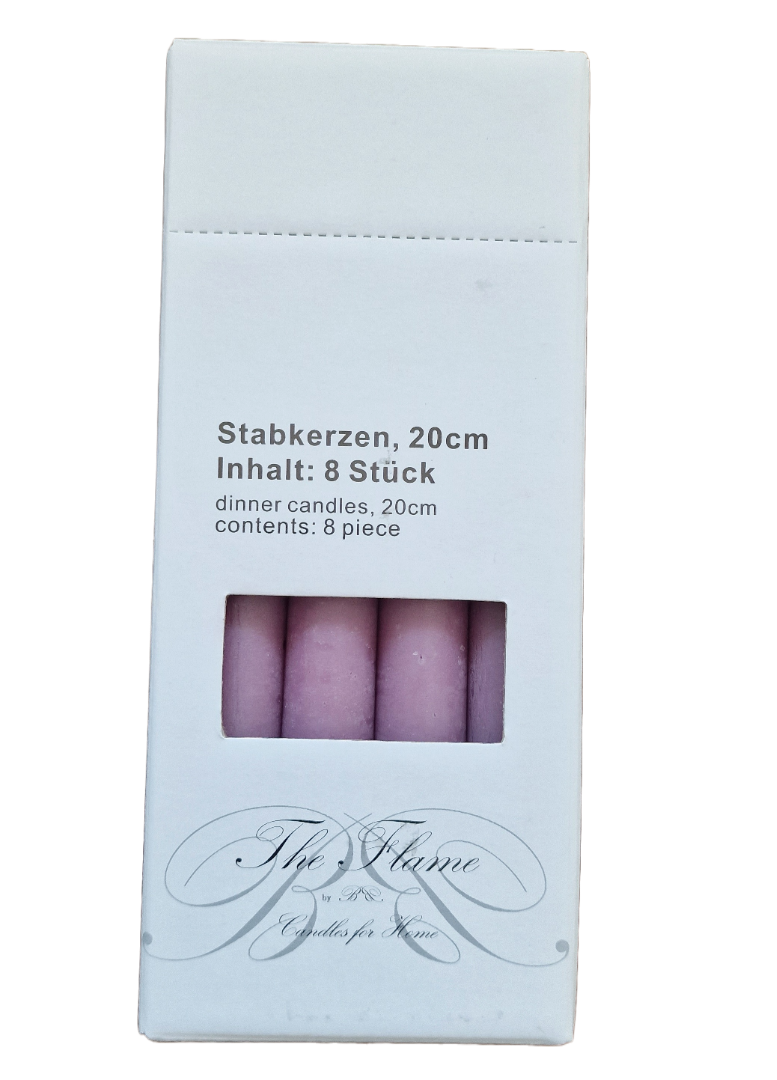 Stabkerzen, 20cm
Inhalt: 8 Stück
dinner candles, 20cm
contents: 8 piece
The Flame
by
Candles for Home